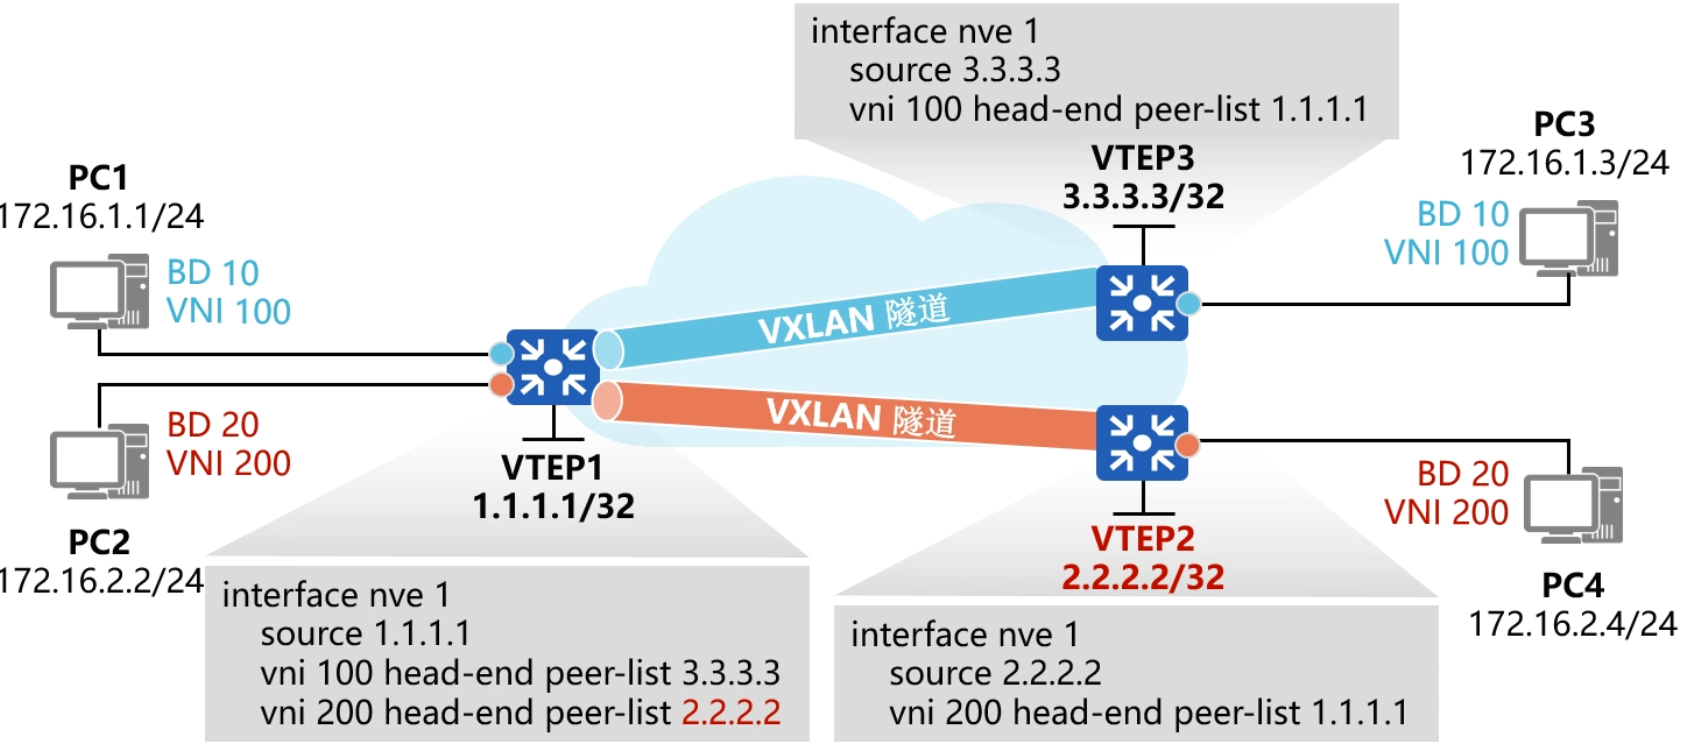 interface nve 1
source 3.3.3.3
vni 100 head-end peer-list 1.1.1.1
PC3
172.16.1.3/24
VTEP3
3.3.3.3/32
PC1
172.16.1.1/24
BD 10
VNI 100
BD 10
VNI 100
VXLAN 隧道
VXLAN 隧道
BD 20
VNI 200
PC2
172.16.2.2/24
VTEP1
1.1.1.1/32
BD 20
VNI 200
VTEP2
2.2.2.2/32
PC4
172.16.2.4/24
interface nve 1
source 1.1.1.1
vni 100 head-end peer-list 3.3.3.3
vni 200 head-end peer-list 2.2.2.2
interface nve 1
source 2.2.2.2
vni 200 head-end peer-list 1.1.1.1